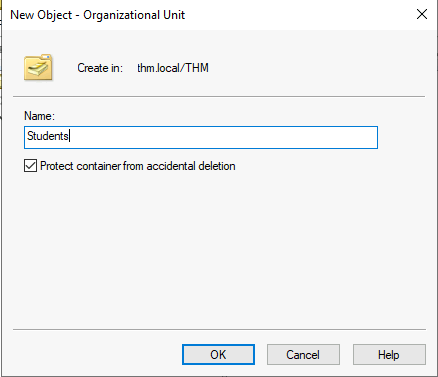 New Object - Organizational Unit
Create in: thm.local/THM
Name:
Students
Protect container from accidental deletion
OK Cancel Help